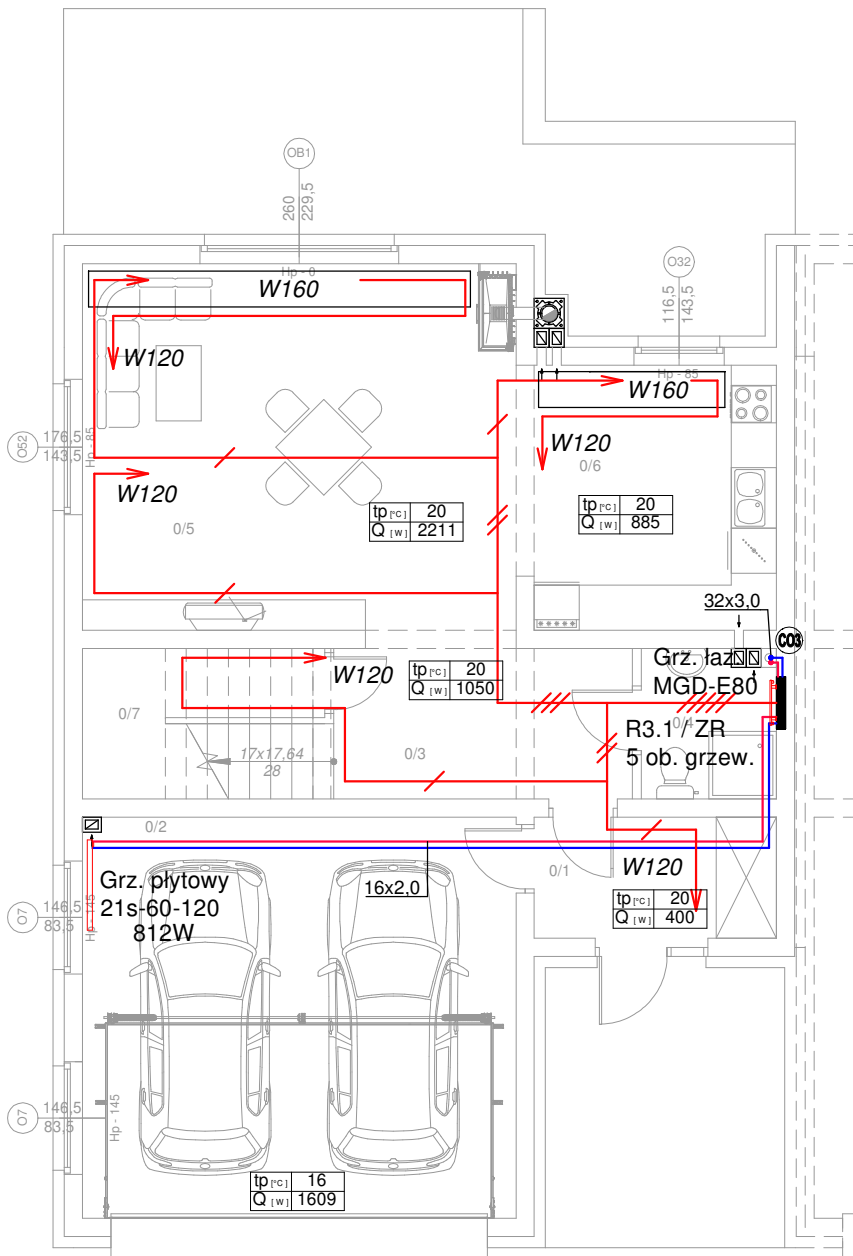 OB1
260
229,5
Hp - 0
W160
W120
O32
116,5
143,5
Hp - 85
W160
W120
0/6
O52
176,5
143,5
Hp - 85
W120
0/5
tp [°C] 20
Q [W] 2211
tp [°C] 20
Q [W] 885
32x3,0
CO3
W120
tp [°C] 20
Q [W] 1050
Grz. łaz.
MGD-E80
0/7
0/3
0/4
R3.1 / ZR
5 ob. grzew.
17x17,64
28
0/2
0/1
W120
Grz. płytowy
21s-60-120
812W
16x2,0
tp [°C] 20
Q [W] 400
O7
146,5
83,5
Hp - 145
O7
146,5
83,5
Hp - 145
tp [°C] 16
Q [W] 1609